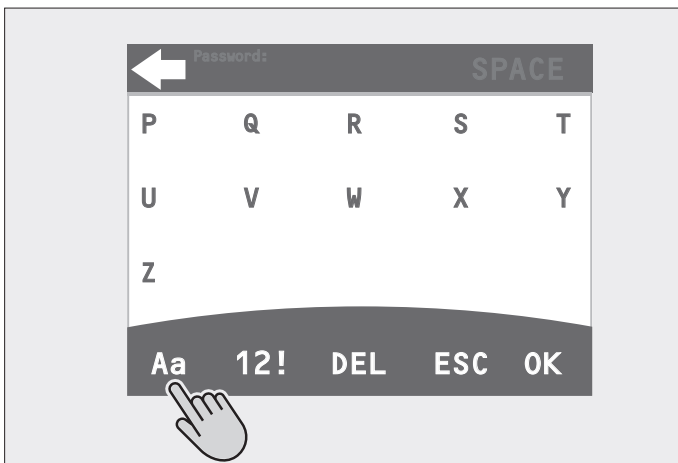 Password:
SPACE
P Q R S T
U V W X Y
Z
Aa 12! DEL ESC OK